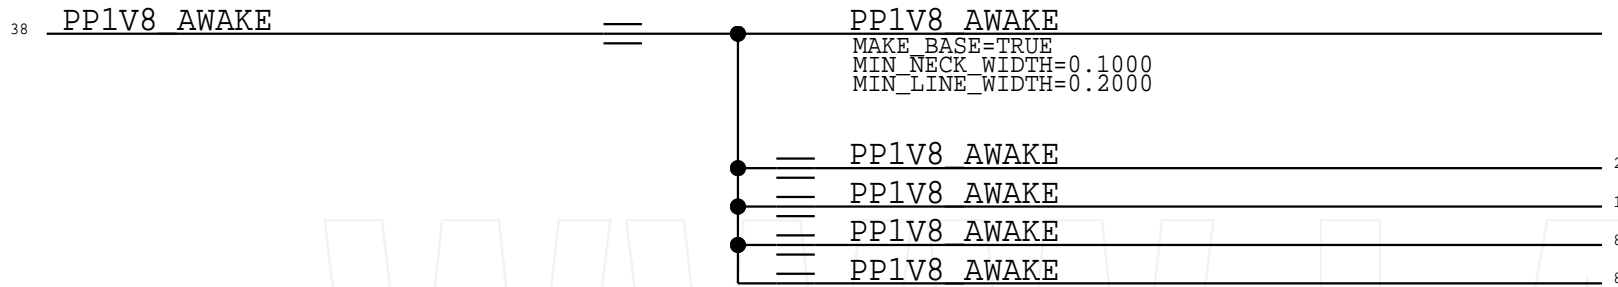 38 PP1V8_AWAKE PP1V8_AWAKE
MAKE_BASE=TRUE
MIN_NECK_WIDTH=0.1000
MIN_LINE_WIDTH=0.2000
PP1V8_AWAKE
PP1V8_AWAKE
PP1V8_AWAKE
PP1V8_AWAKE